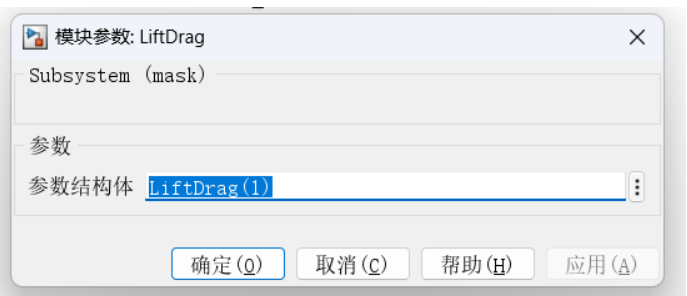 模块参数: LiftDrag
Subsystem (mask)
参数
参数结构体 LiftDrag(1)
确定(O) 取消(C) 帮助(H) 应用(A)